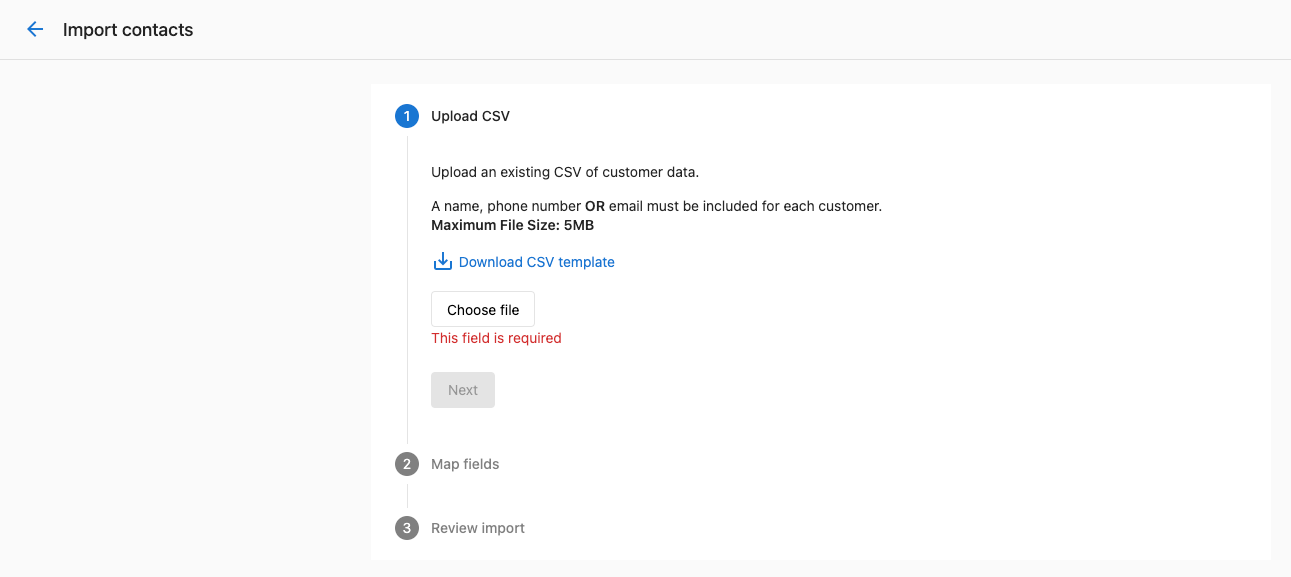 Import contacts
1 Upload CSV
Upload an existing CSV of customer data.
A name, phone number OR email must be included for each customer.
Maximum File Size: 5MB
Download CSV template
Choose file
This field is required
Next
2 Map fields
3 Review import